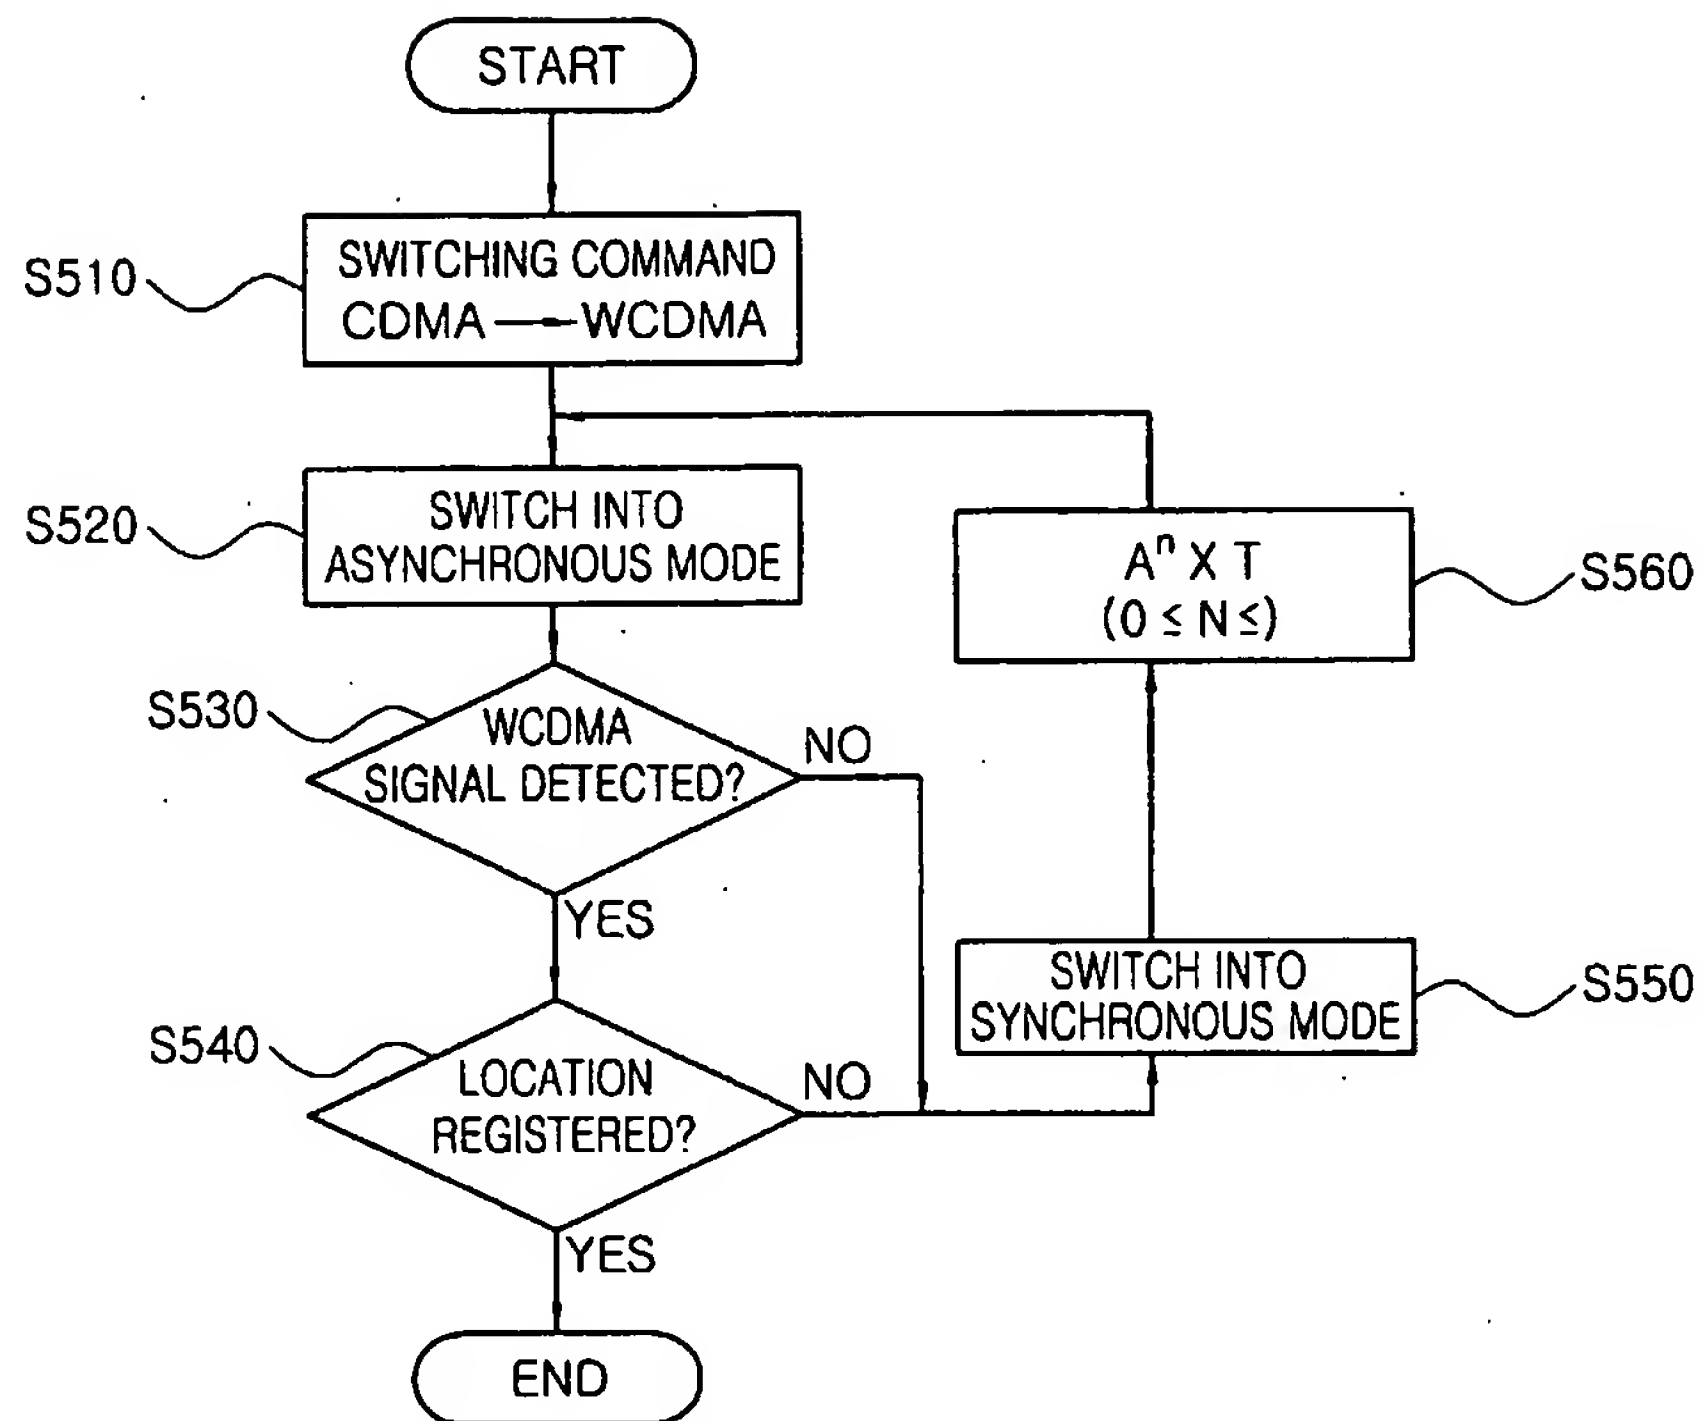 START
S510
SWITCHING COMMAND
CDMA → WCDMA
S520
SWITCH INTO
ASYNCHRONOUS MODE
S530
WCDMA
SIGNAL DETECTED?
NO
YES
S540
LOCATION
REGISTERED?
NO
YES
END
S550
SWITCH INTO
SYNCHRONOUS MODE
S560
Aⁿ X T
(0 ≤ N ≤)